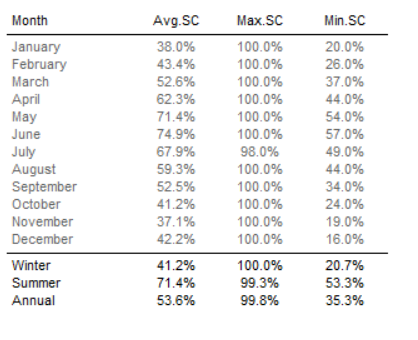 Month Avg.SC Max.SC Min.SC
January 38.0% 100.0% 20.0%
February 43.4% 100.0% 26.0%
March 52.6% 100.0% 37.0%
April 62.3% 100.0% 44.0%
May 71.4% 100.0% 54.0%
June 74.9% 100.0% 57.0%
July 67.9% 98.0% 49.0%
August 59.3% 100.0% 44.0%
September 52.5% 100.0% 34.0%
October 41.2% 100.0% 24.0%
November 37.1% 100.0% 19.0%
December 42.2% 100.0% 16.0%
Winter 41.2% 100.0% 20.7%
Summer 71.4% 99.3% 53.3%
Annual 53.6% 99.8% 35.3%